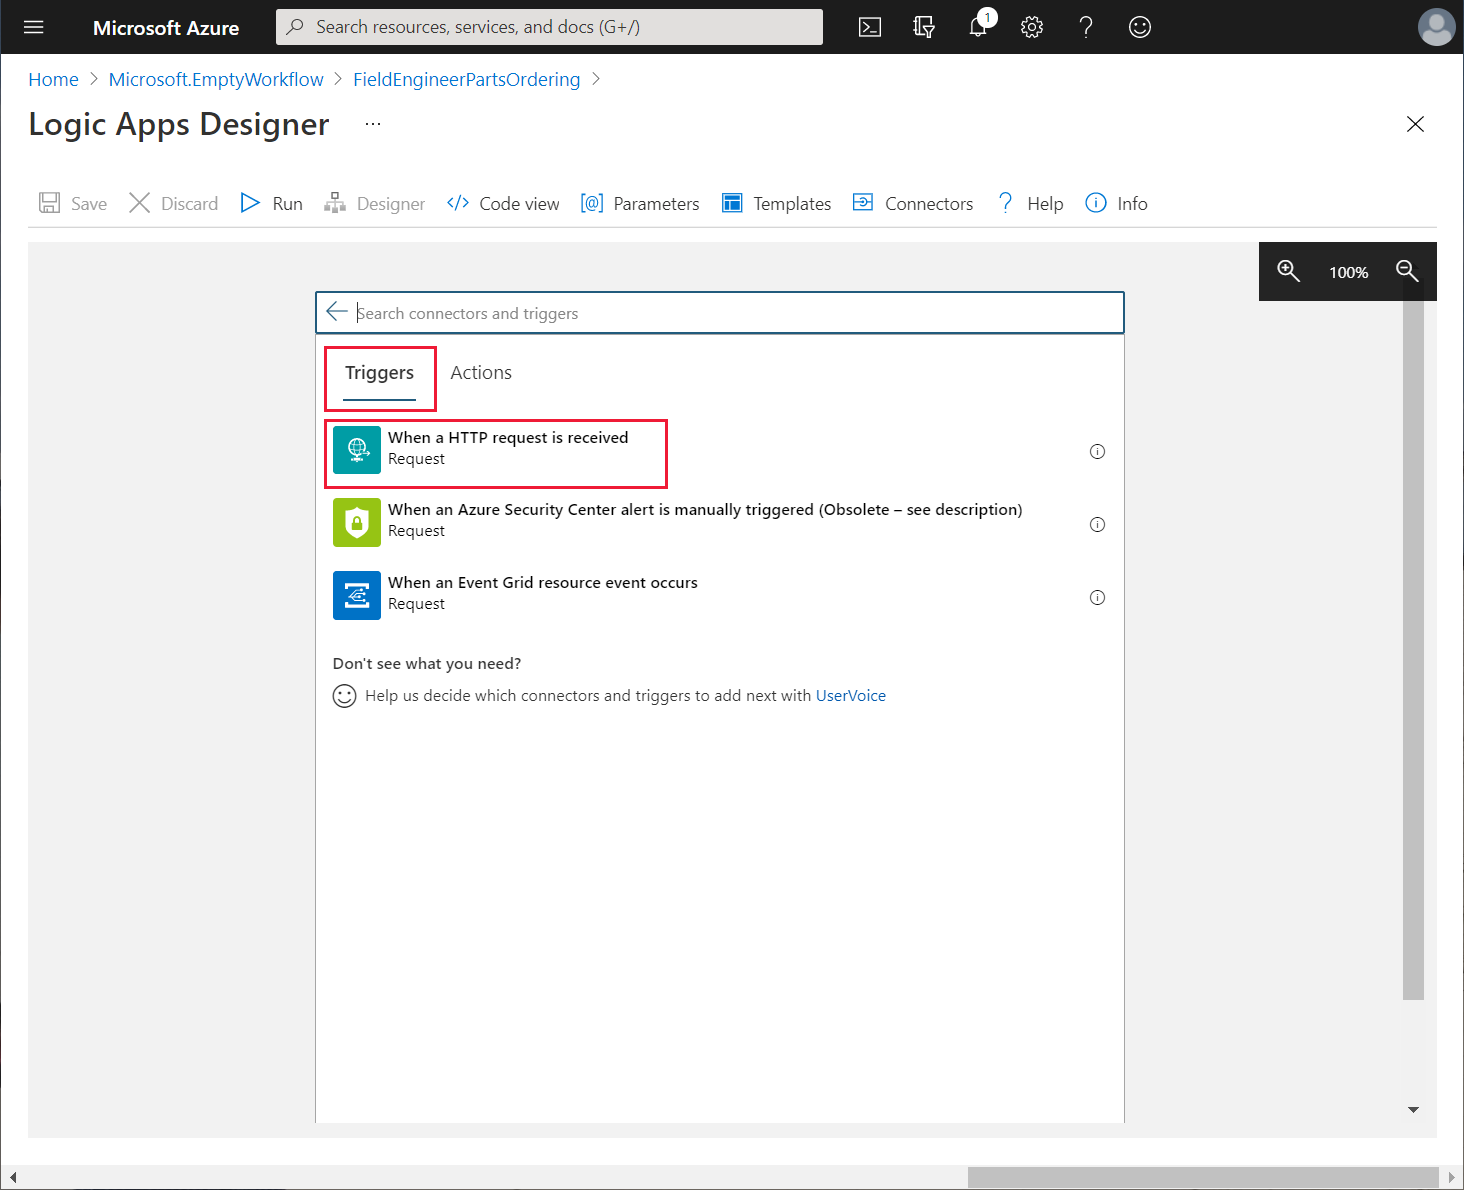 Microsoft Azure
Search resources, services, and docs (G+/)
1
Home > Microsoft.EmptyWorkflow > FieldEngineerPartsOrdering >
Logic Apps Designer ...
Save Discard Run Designer </> Code view [@] Parameters Templates Connectors ? Help Info
100%
Search connectors and triggers
Triggers Actions
When a HTTP request is received
Request
When an Azure Security Center alert is manually triggered (Obsolete – see description)
Request
When an Event Grid resource event occurs
Request
Don't see what you need?
Help us decide which connectors and triggers to add next with UserVoice